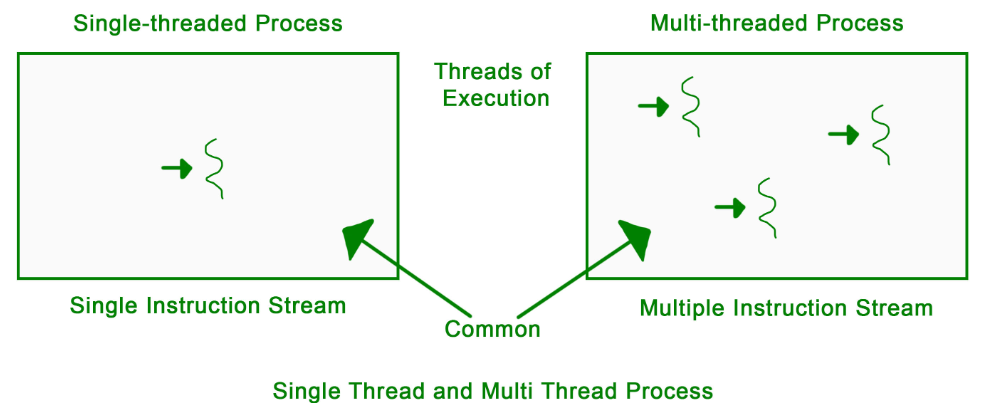 Single-threaded Process
Multi-threaded Process
Threads of
Execution
Single Instruction Stream
Multiple Instruction Stream
Common
Single Thread and Multi Thread Process